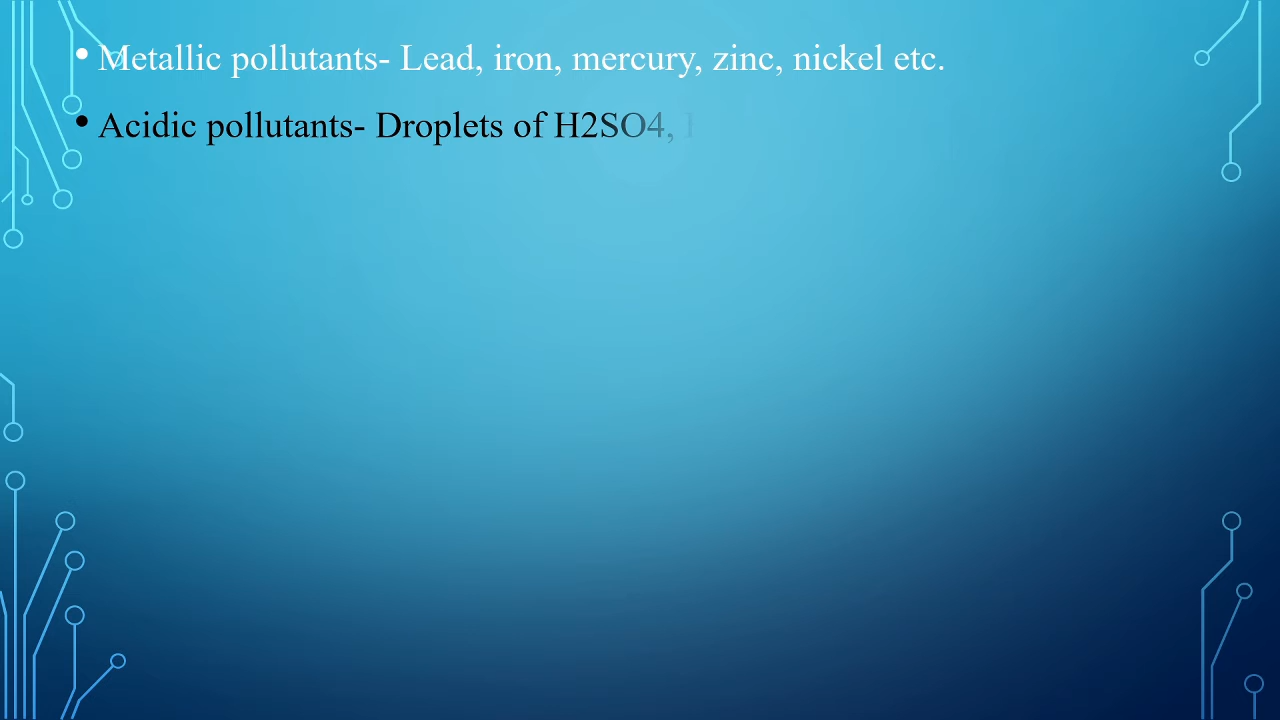 • Metallic pollutants- Lead, iron, mercury, zinc, nickel etc.
• Acidic pollutants- Droplets of H2SO4,